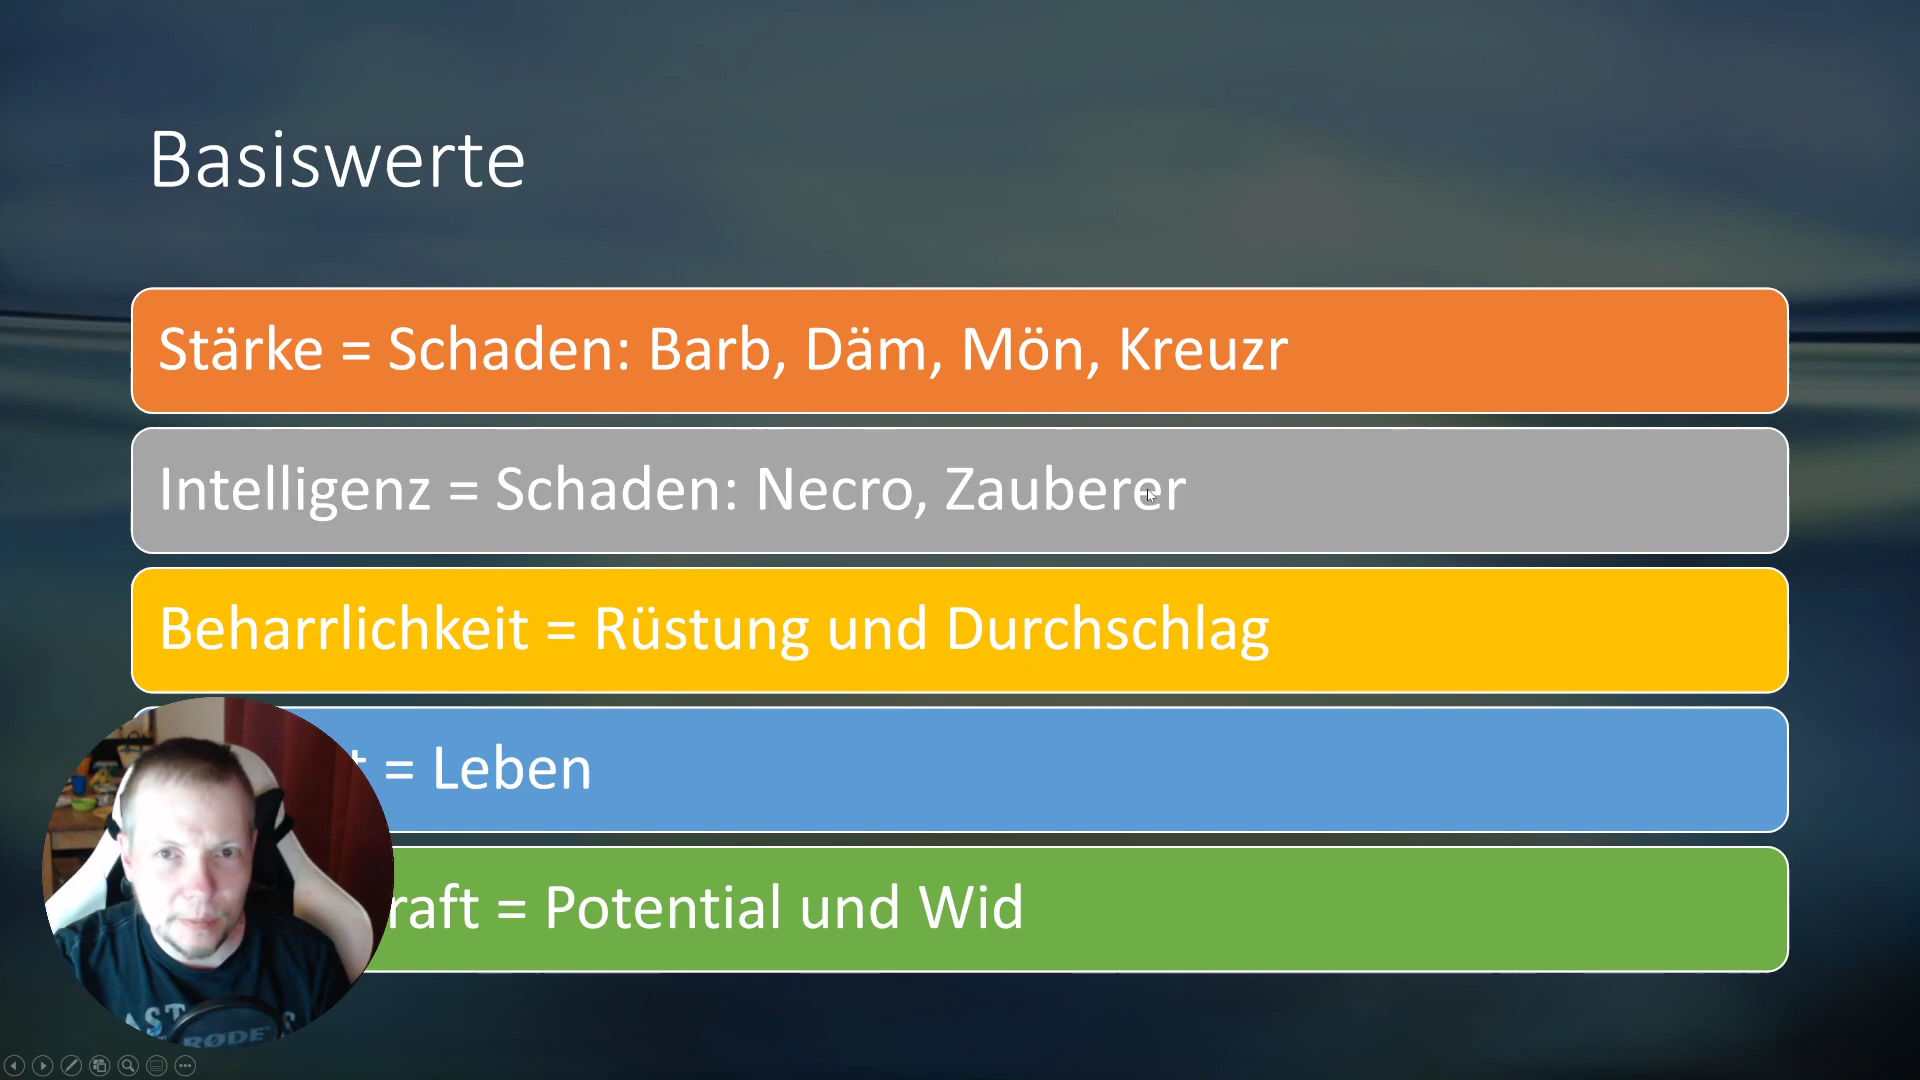 Basiswerte
Stärke = Schaden: Barb, Däm, Mön, Kreuzr
Intelligenz = Schaden: Necro, Zauberer
Beharrlichkeit = Rüstung und Durchschlag
= Leben
raft = Potential und Wid
RØDE